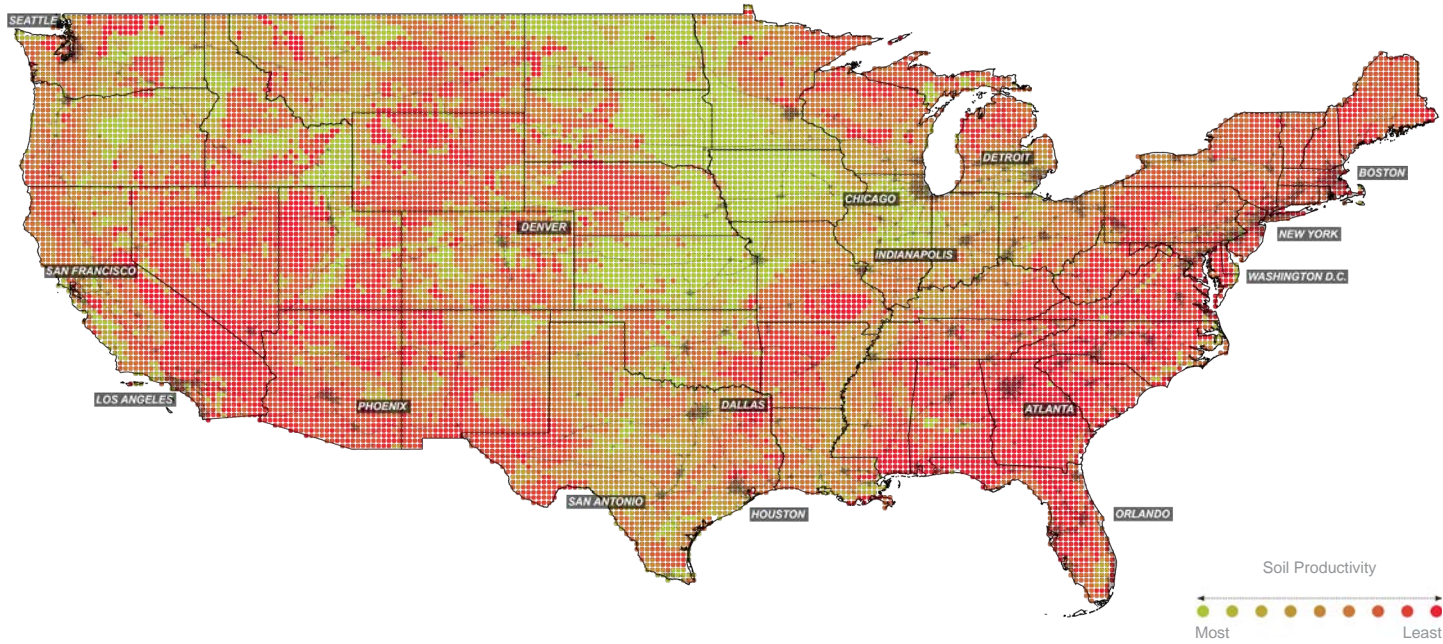 SEATTLE
BOSTON
DETROIT
CHICAGO
NEW YORK
DENVER
INDIANAPOLIS
SAN FRANCISCO
WASHINGTON D.C.
LOS ANGELES
PHOENIX
DALLAS
ATLANTA
SAN ANTONIO
HOUSTON
ORLANDO
Soil Productivity
Most
Least